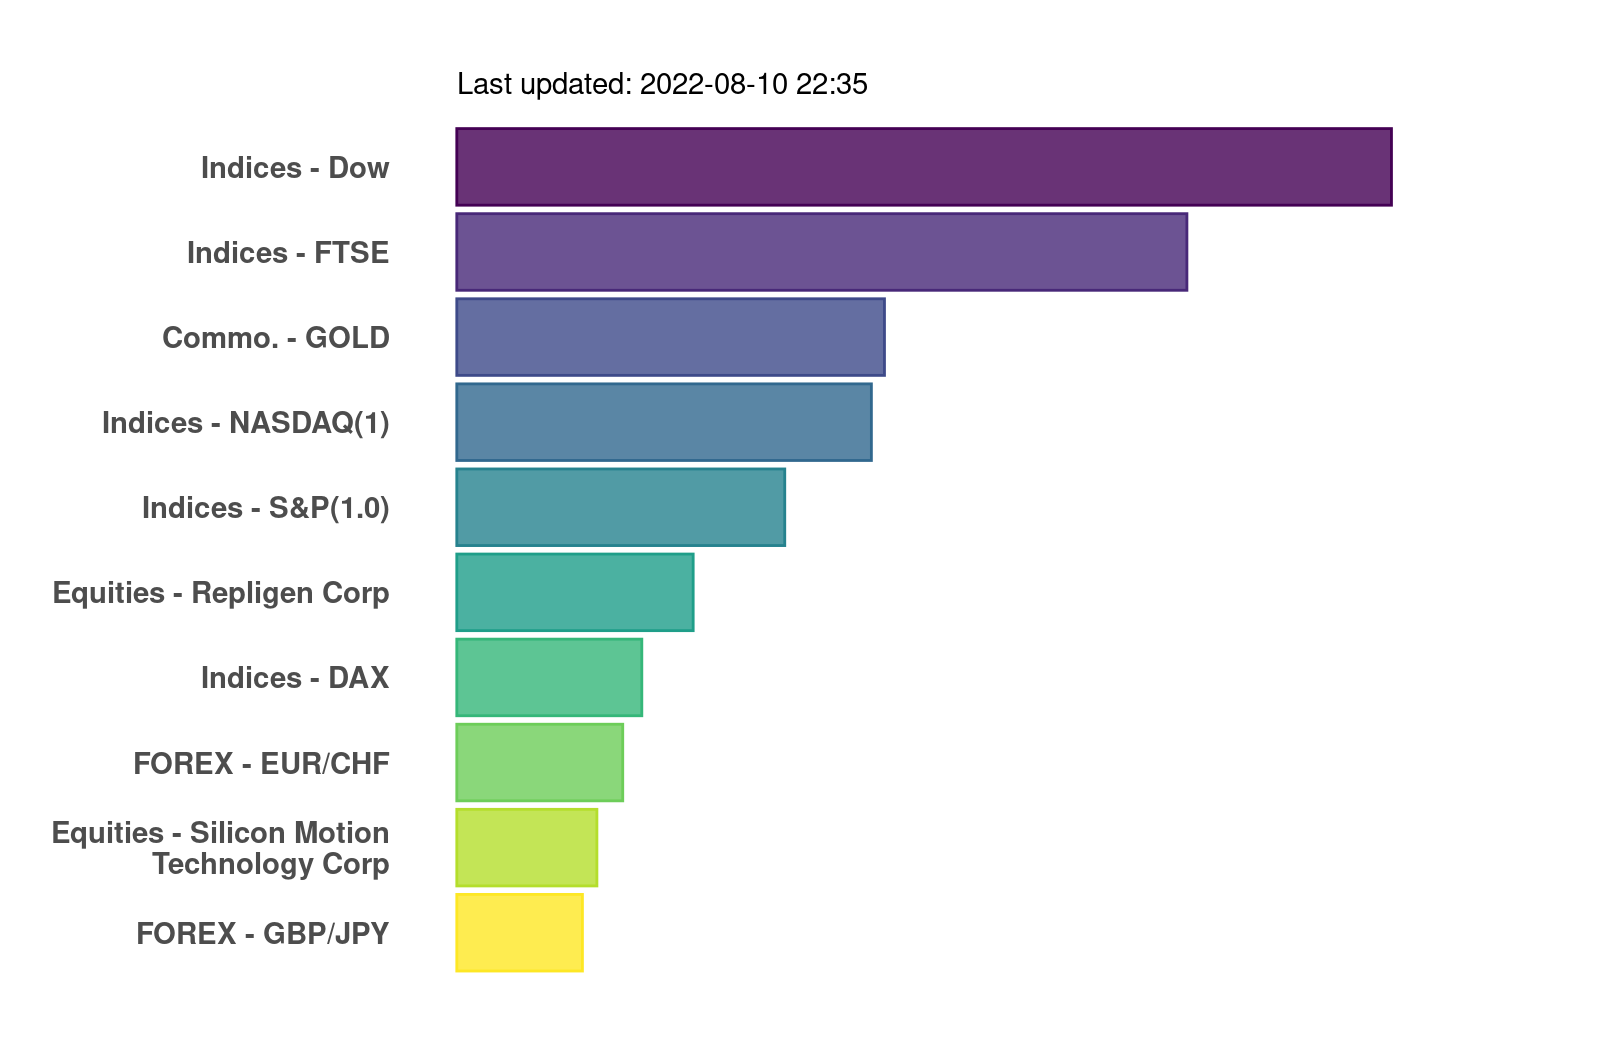 Last updated: 2022-08-10 22:35
Indices - Dow
Indices - FTSE
Commo. - GOLD
Indices - NASDAQ(1)
Indices - S&P(1.0)
Equities - Repligen Corp
Indices - DAX
FOREX - EUR/CHF
Equities - Silicon Motion
Technology Corp
FOREX - GBP/JPY